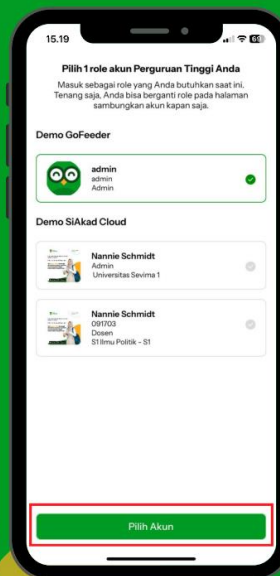 15.19
69
Pilih 1 role akun Perguruan Tinggi Anda
Masuk sebagai role yang Anda butuhkan saat ini.
Tenang saja, Anda bisa berganti role pada halaman
sambungkan akun kapan saja.
Demo GoFeeder
admin
admin
Admin
Demo SiAkad Cloud
Nannie Schmidt
Admin
Universitas Sevima 1
Nannie Schmidt
091703
Dosen
S1 Ilmu Politik - S1
Pilih Akun